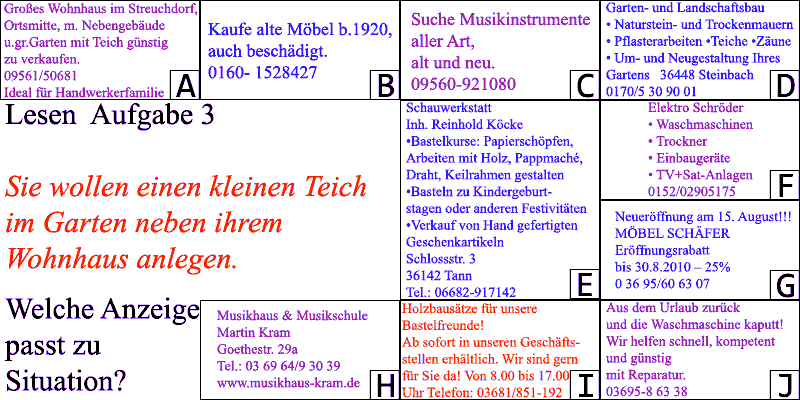 Großes Wohnhaus im Streuchdorf,
Ortsmitte, m. Nebengebäude
u.gr.Garten mit Teich günstig
zu verkaufen.
09561/50681
Ideal für Handwerkerfamilie
A
Kaufe alte Möbel b.1920,
auch beschädigt.
0160- 1528427
B
Suche Musikinstrumente
aller Art,
alt und neu.
09560-921080
C
Garten- und Landschaftsbau
• Naturstein- und Trockenmauern
• Pflasterarbeiten •Teiche •Zäune
• Um- und Neugestaltung Ihres
Gartens 36448 Steinbach
0170/5 30 90 01
D
Lesen Aufgabe 3
Sie wollen einen kleinen Teich
im Garten neben ihrem
Wohnhaus anlegen.
Welche Anzeige
passt zu
Situation?
Schauwerkstatt
Inh. Reinhold Köcke
•Bastelkurse: Papierschöpfen,
Arbeiten mit Holz, Pappmaché,
Draht, Keilrahmen gestalten
•Basteln zu Kindergeburt-
stagen oder anderen Festivitäten
•Verkauf von Hand gefertigten
Geschenkartikeln
Schlossstr. 3
36142 Tann
Tel.: 06682-917142
E
Elektro Schröder
• Waschmaschinen
• Trockner
• Einbaugeräte
• TV+Sat-Anlagen
0152/02905175
F
Neueröffnung am 15. August!!!
MÖBEL SCHÄFER
Eröffnungsrabatt
bis 30.8.2010 – 25%
0 36 95/60 63 07
G
Musikhaus & Musikschule
Martin Kram
Goethestr. 29a
Tel.: 03 69 64/9 30 39
www.musikhaus-kram.de
H
Holzbausätze für unsere
Bastelfreunde!
Ab sofort in unseren Geschäfts-
stellen erhältlich. Wir sind gern
für Sie da! Von 8.00 bis 17.00
Uhr Telefon: 03681/851-192
I
Aus dem Urlaub zurück
und die Waschmaschine kaputt!
Wir helfen schnell, kompetent
und günstig
mit Reparatur.
03695-8 63 38
J